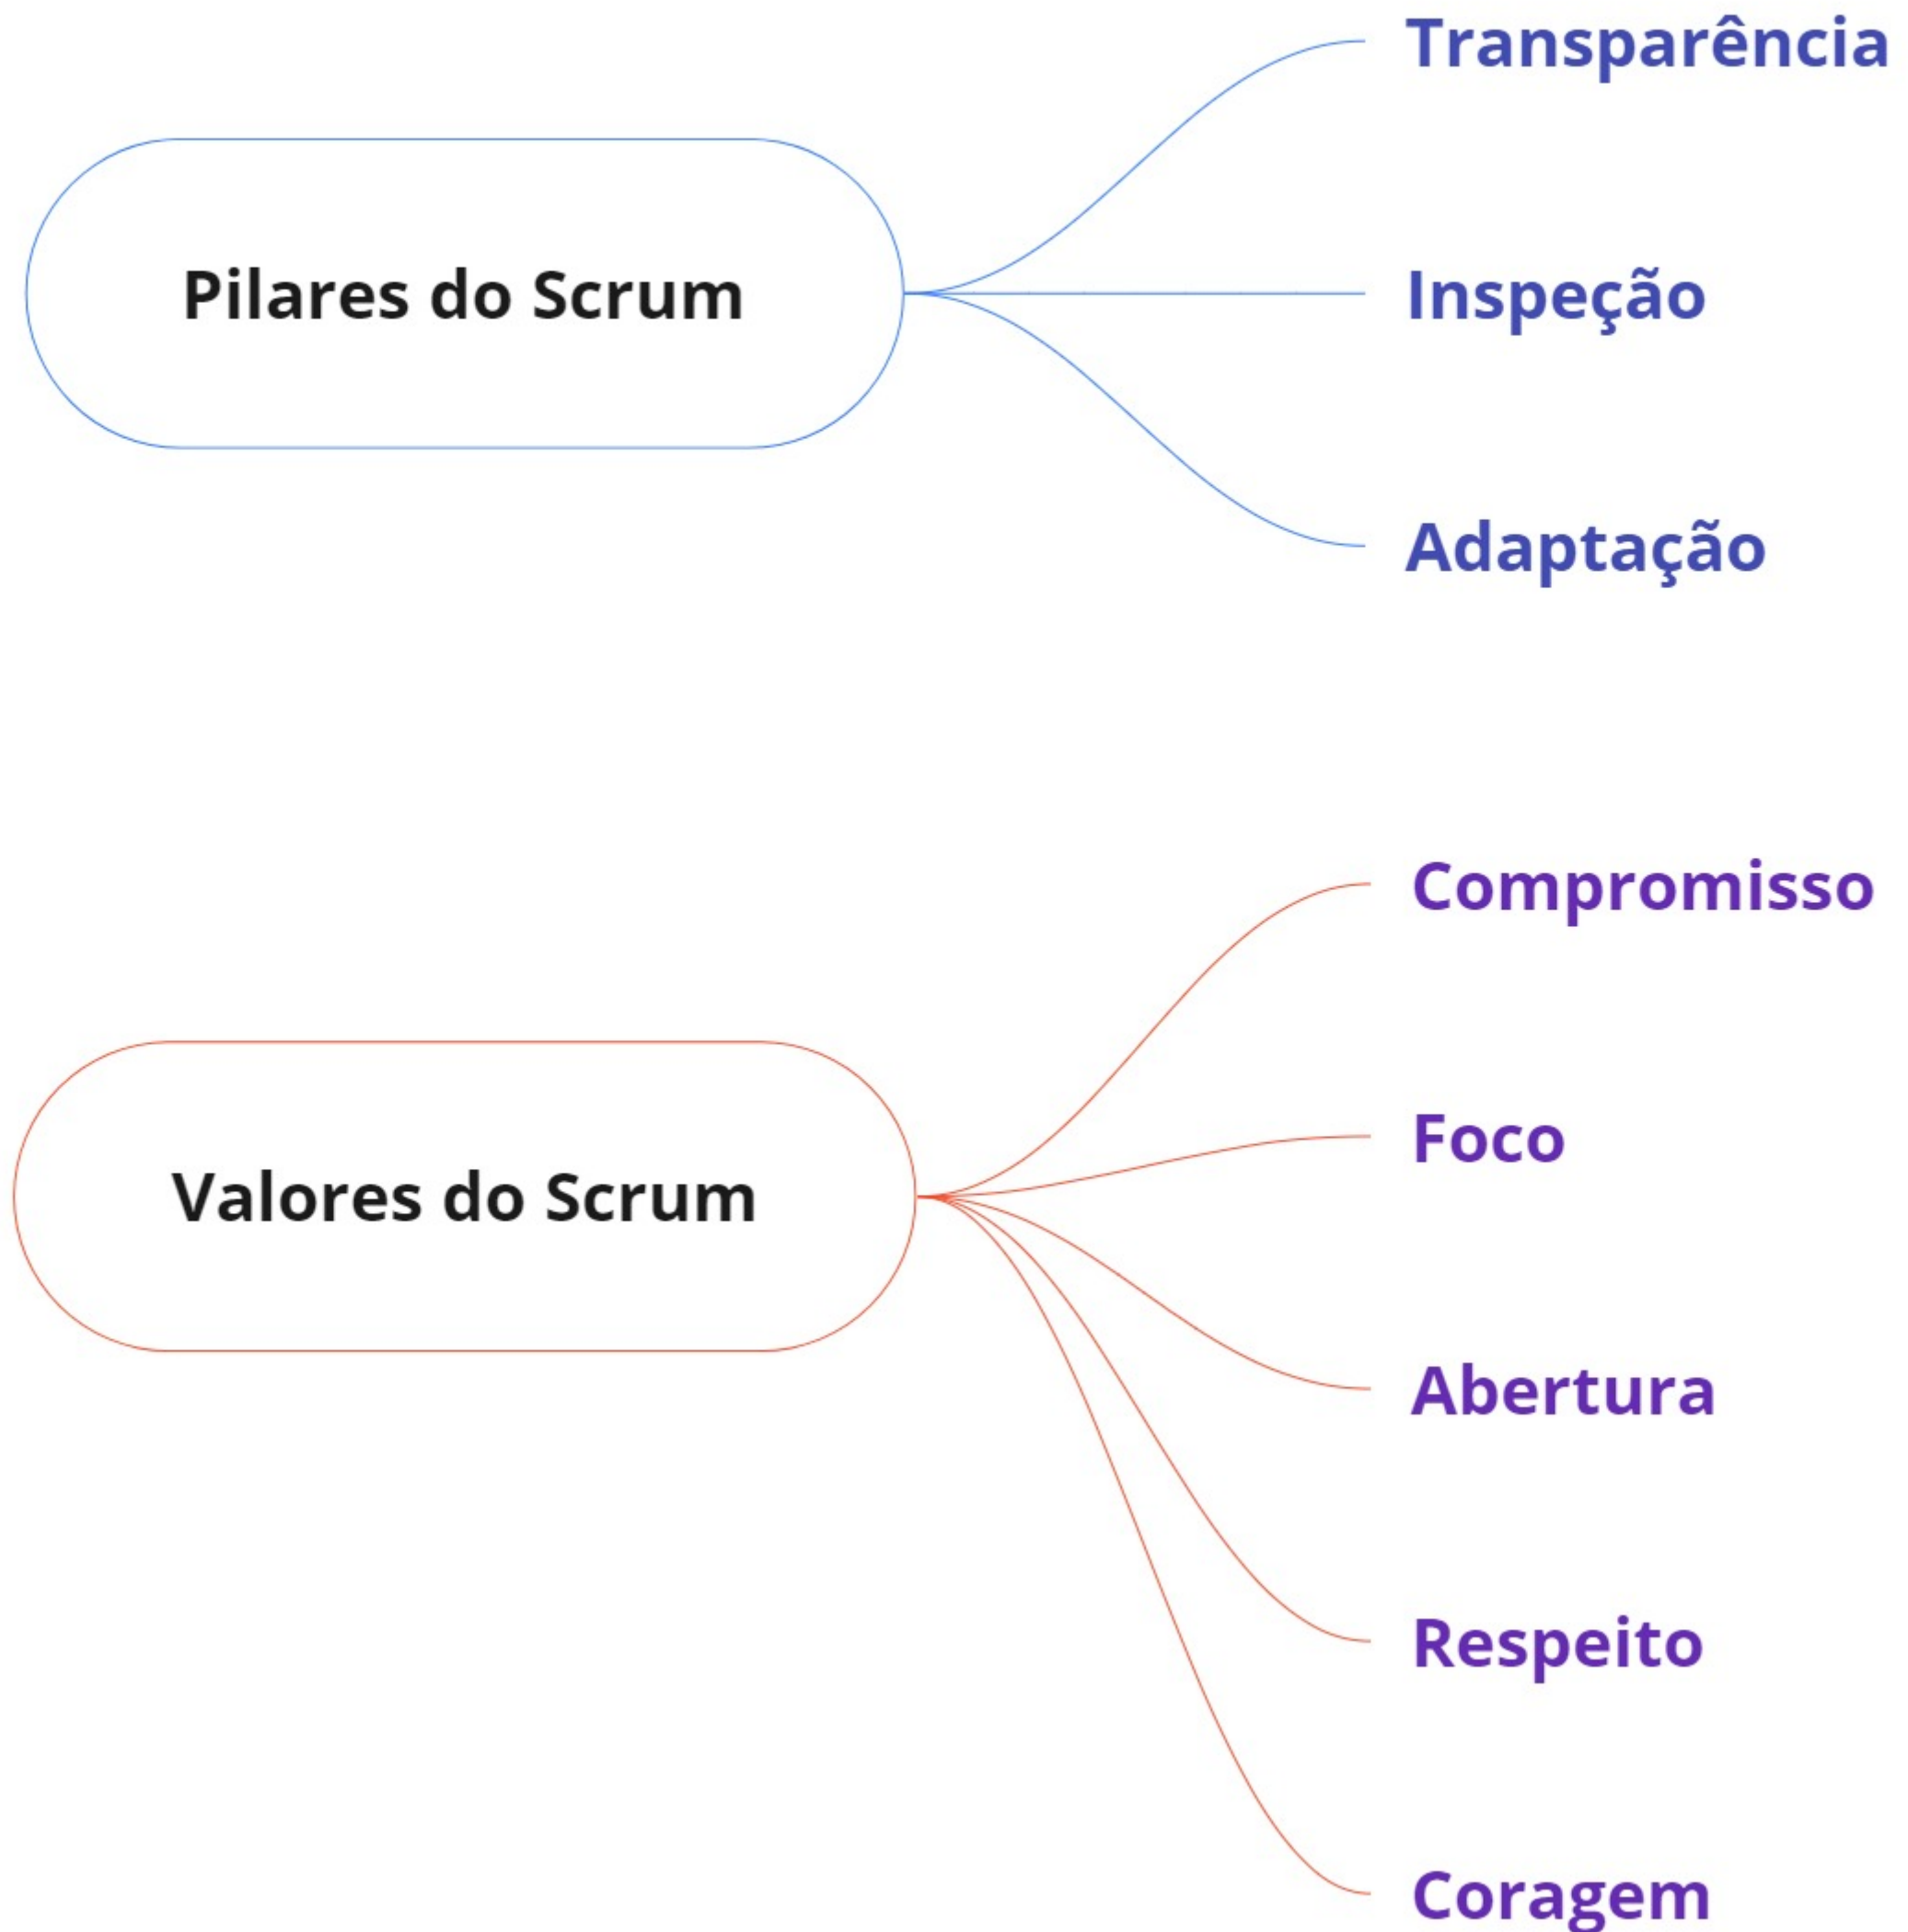 Pilares do Scrum
Transparência
Inspeção
Adaptação
Valores do Scrum
Compromisso
Foco
Abertura
Respeito
Coragem